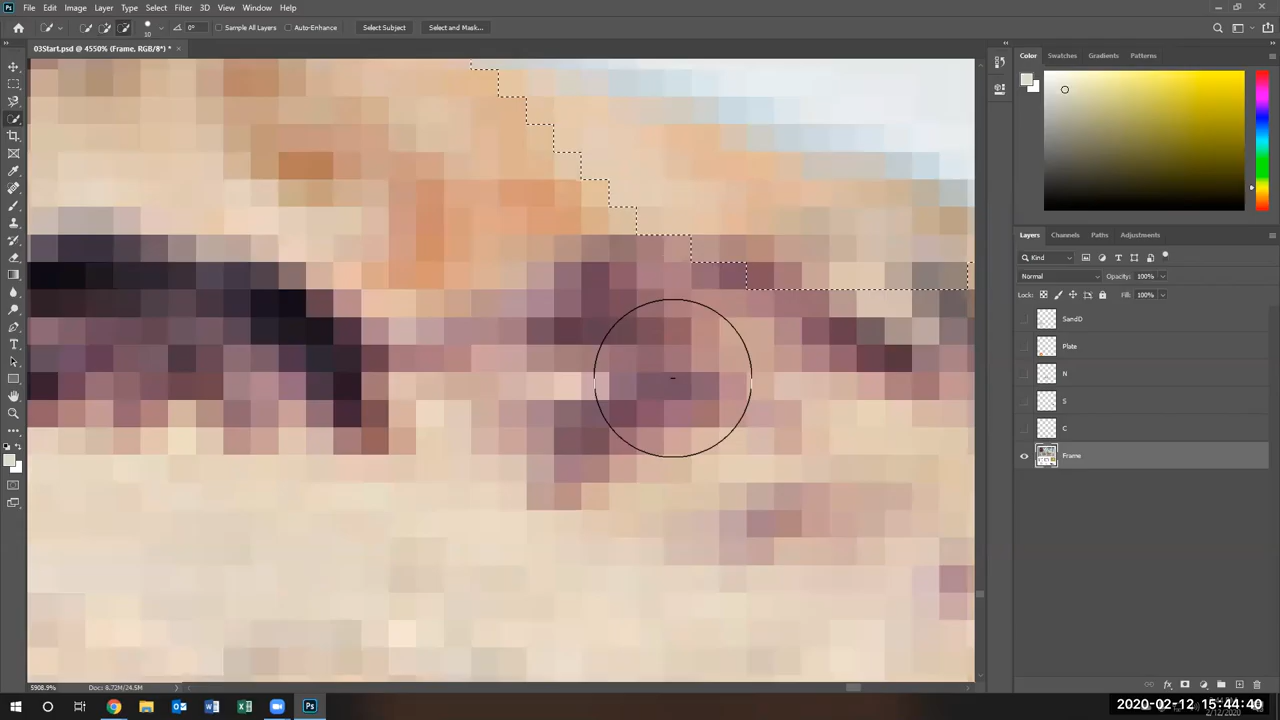 File Edit Image Layer Type Select Filter 3D View Window Help
10 0° Sample All Layers Auto-Enhance Select Subject Select and Mask...
03Start.psd @ 4550% (Frame, RGB/8*) * ×
Color Swatches Gradients Patterns
Layers Channels Paths Adjustments
Kind
Normal Opacity: 100%
Lock: Fill: 100%
SandD
Plate
N
S
C
Frame
5908.9% Doc: 8.72M/24.5M
2020-02-12 15:44:40